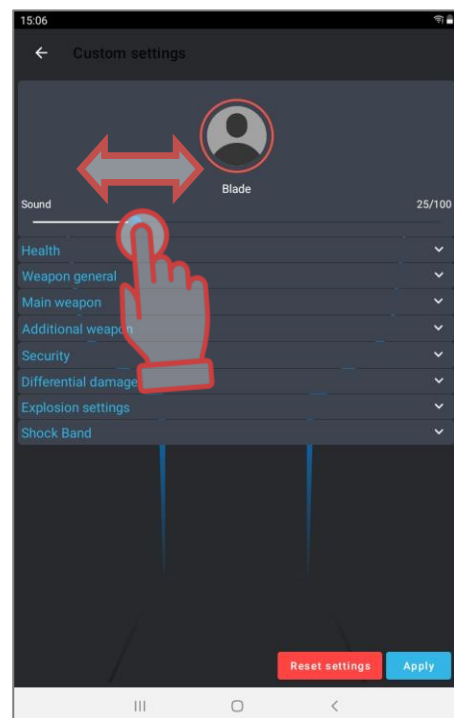 15:06
Custom settings
Blade
Sound 25/100
Health
Weapon general
Main weapon
Additional weapon
Security
Differential damage
Explosion settings
Shock Band
Reset settings Apply